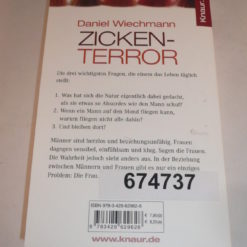 Daniel Wiechmann
ZICKEN-
TERROR
Knaur.
Die drei wichtigsten Fragen, die einem das Leben täglich
stellt:
1. Was hat sich die Natur eigentlich dabei gedacht,
als sie etwas so Absurdes wie den Mann schuf?
2. Wenn ein Mann auf den Mond fliegen kann,
warum fliegen nicht alle dahin?
3. Und bleiben dort?
Männer sind herzlos und beziehungsunfähig, Frauen
dagegen sensibel, einfühlsam und klug. Sagen die Frauen.
Die Wahrheit jedoch sieht anders aus. In der Beziehung
zwischen Männern und Frauen gibt es nur ein einziges
Problem: Die Frau.
674737
www.knaur.de